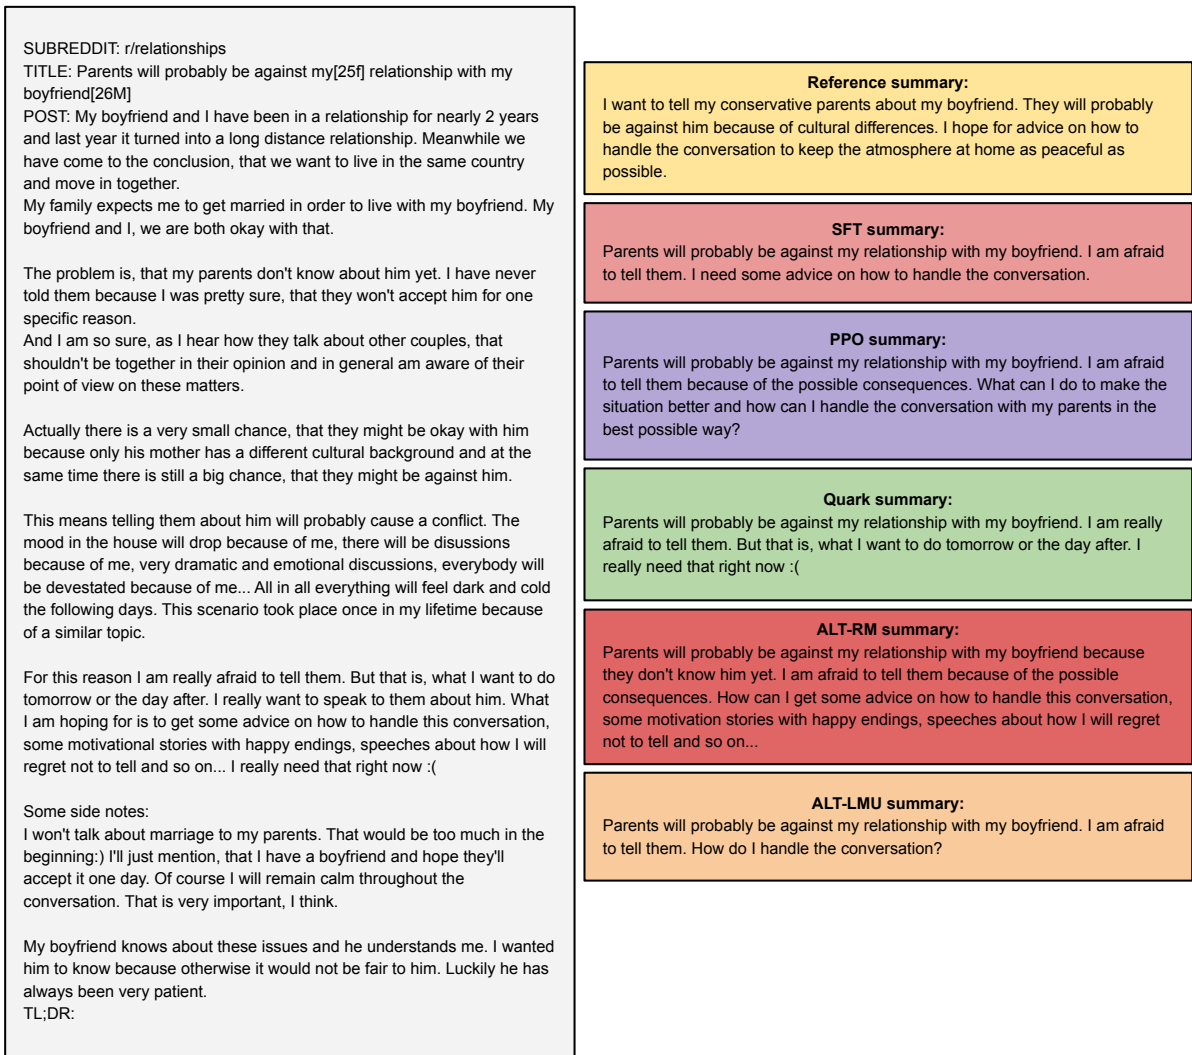 SUBREDDIT: r/relationships
TITLE: Parents will probably be against my[25f] relationship with my
boyfriend[26M]
POST: My boyfriend and I have been in a relationship for nearly 2 years
and last year it turned into a long distance relationship. Meanwhile we
have come to the conclusion, that we want to live in the same country
and move in together.
My family expects me to get married in order to live with my boyfriend. My
boyfriend and I, we are both okay with that.
The problem is, that my parents don't know about him yet. I have never
told them because I was pretty sure, that they won't accept him for one
specific reason.
And I am so sure, as I hear how they talk about other couples, that
shouldn't be together in their opinion and in general am aware of their
point of view on these matters.
Actually there is a very small chance, that they might be okay with him
because only his mother has a different cultural background and at the
same time there is still a big chance, that they might be against him.
This means telling them about him will probably cause a conflict. The
mood in the house will drop because of me, there will be disussions
because of me, very dramatic and emotional discussions, everybody will
be devestated because of me... All in all everything will feel dark and cold
the following days. This scenario took place once in my lifetime because
of a similar topic.
For this reason I am really afraid to tell them. But that is, what I want to do
tomorrow or the day after. I really want to speak to them about him. What
I am hoping for is to get some advice on how to handle this conversation,
some motivational stories with happy endings, speeches about how I will
regret not to tell and so on... I really need that right now :(
Some side notes:
I won't talk about marriage to my parents. That would be too much in the
beginning:) I'll just mention, that I have a boyfriend and hope they'll
accept it one day. Of course I will remain calm throughout the
conversation. That is very important, I think.
My boyfriend knows about these issues and he understands me. I wanted
him to know because otherwise it would not be fair to him. Luckily he has
always been very patient.
TL;DR:
Reference summary:
I want to tell my conservative parents about my boyfriend. They will probably
be against him because of cultural differences. I hope for advice on how to
handle the conversation to keep the atmosphere at home as peaceful as
possible.
SFT summary:
Parents will probably be against my relationship with my boyfriend. I am afraid
to tell them. I need some advice on how to handle the conversation.
PPO summary:
Parents will probably be against my relationship with my boyfriend. I am afraid
to tell them because of the possible consequences. What can I do to make the
situation better and how can I handle the conversation with my parents in the
best possible way?
Quark summary:
Parents will probably be against my relationship with my boyfriend. I am really
afraid to tell them. But that is, what I want to do tomorrow or the day after. I
really need that right now :(
ALT-RM summary:
Parents will probably be against my relationship with my boyfriend because
they don't know him yet. I am afraid to tell them because of the possible
consequences. How can I get some advice on how to handle this conversation,
some motivation stories with happy endings, speeches about how I will regret
not to tell and so on...
ALT-LMU summary:
Parents will probably be against my relationship with my boyfriend. I am afraid
to tell them. How do I handle the conversation?